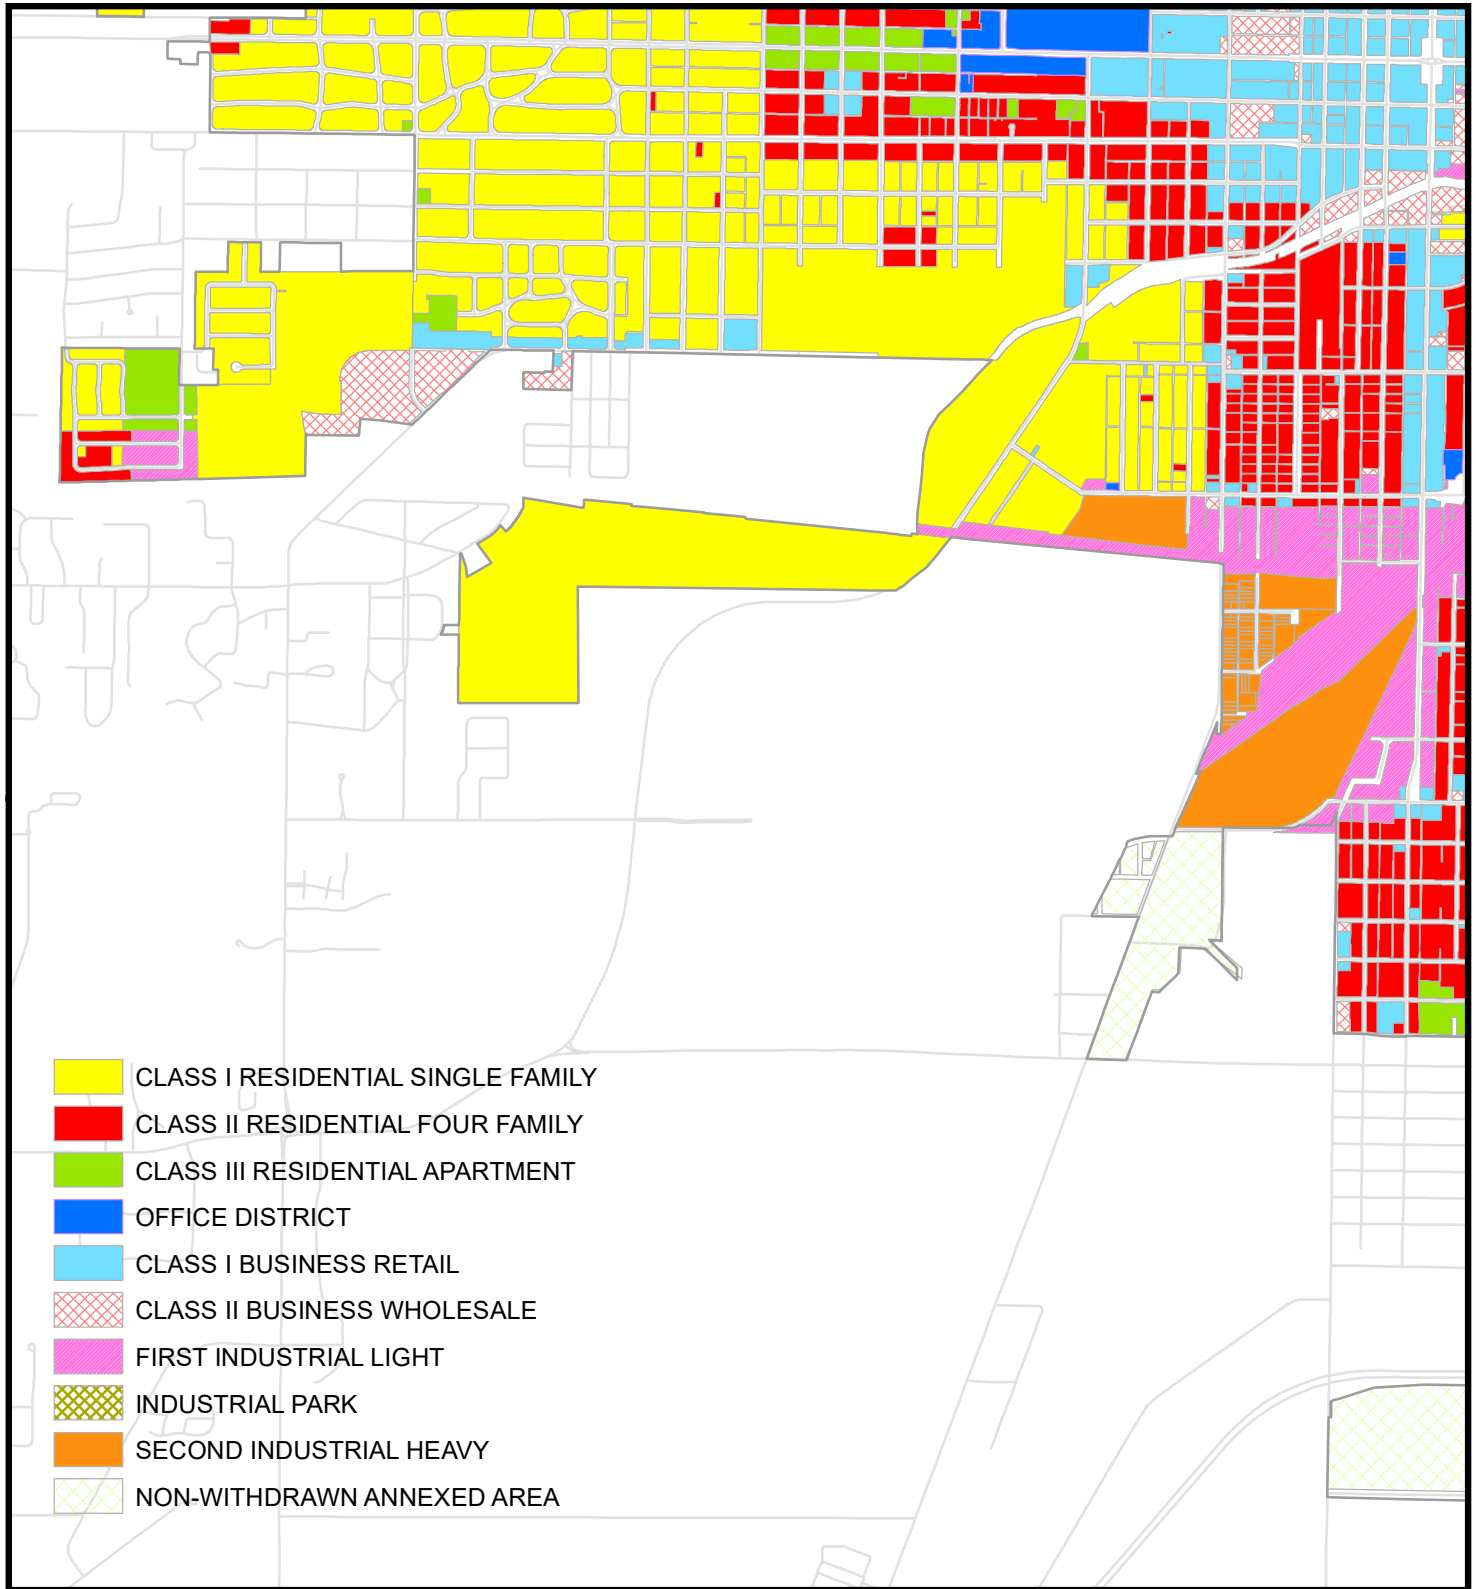 CLASS I RESIDENTIAL SINGLE FAMILY
CLASS II RESIDENTIAL FOUR FAMILY
CLASS III RESIDENTIAL APARTMENT
OFFICE DISTRICT
CLASS I BUSINESS RETAIL
CLASS II BUSINESS WHOLESALE
FIRST INDUSTRIAL LIGHT
INDUSTRIAL PARK
SECOND INDUSTRIAL HEAVY
NON-WITHDRAWN ANNEXED AREA